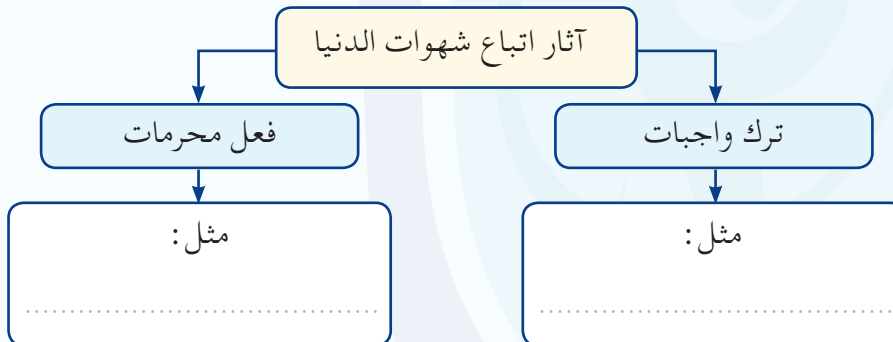 آثار اتباع شهوات الدنيا
ترك واجبات
فعل محرمات
مثل:
مثل: